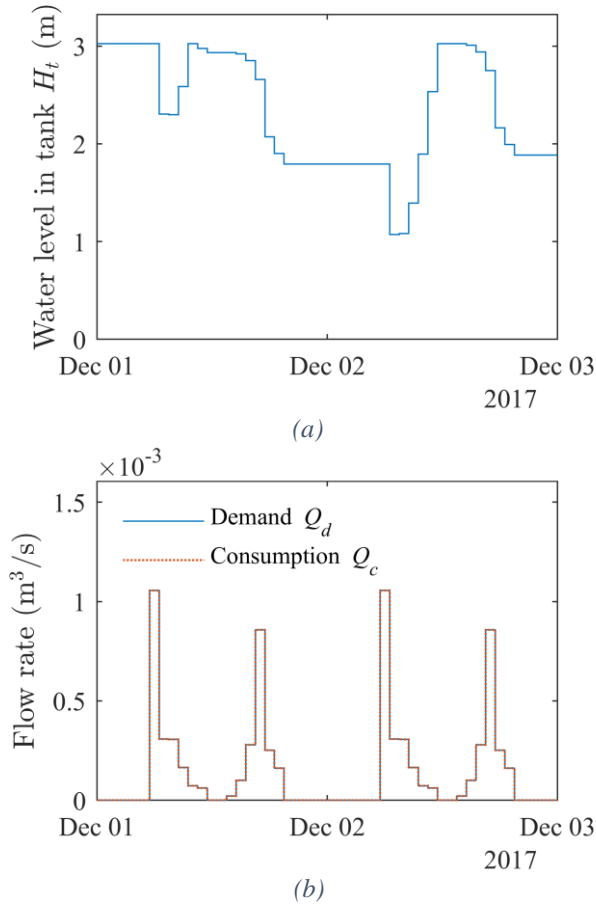 Water level in tank H_t (m)
3
2
1
0
Dec 01 Dec 02 Dec 03
2017
(a)
×10^-3
Flow rate (m^3/s)
1.5
1
0.5
0
Demand Q_d
Consumption Q_c
Dec 01 Dec 02 Dec 03
2017
(b)